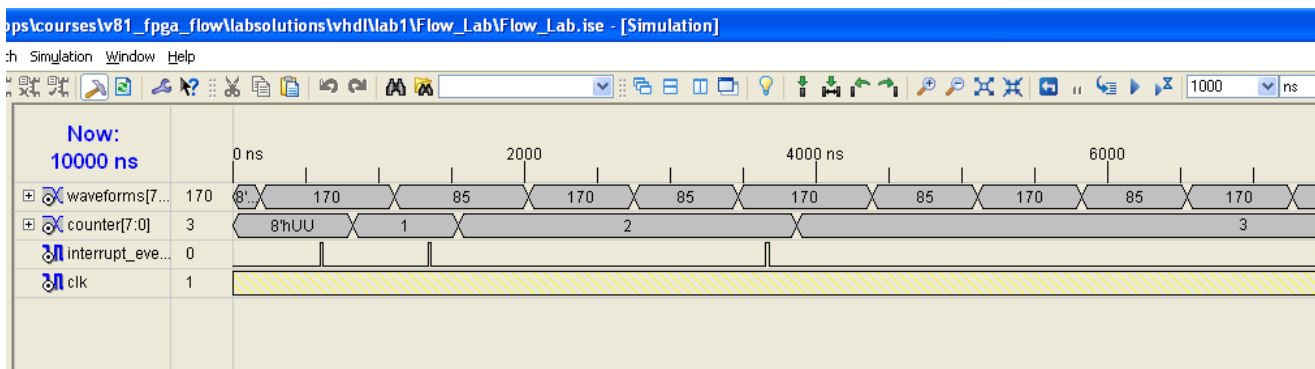 ops\courses\v81_fpga_flow\labsolutions\vhdl\lab1\Flow_Lab\Flow_Lab.ise - [Simulation]
ch Simulation Window Help
1000 ns
Now:
10000 ns
0 ns 2000 4000 ns 6000
waveforms[7... 170 8'... 170 85 170 85 170 85 170 85 170
counter[7:0] 3 8'hUU 1 2 3
interrupt_eve... 0
clk 1